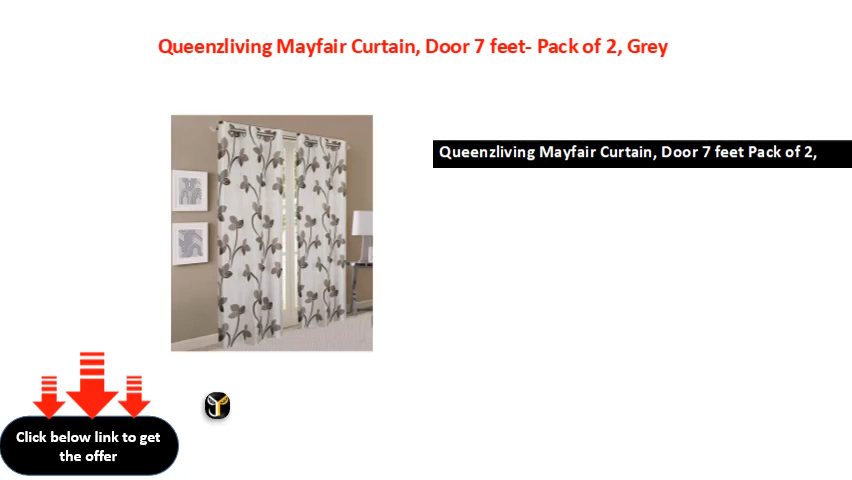 Queenzliving Mayfair Curtain, Door 7 feet- Pack of 2, Grey
Queenzliving Mayfair Curtain, Door 7 feet Pack of 2,
Click below link to get
the offer